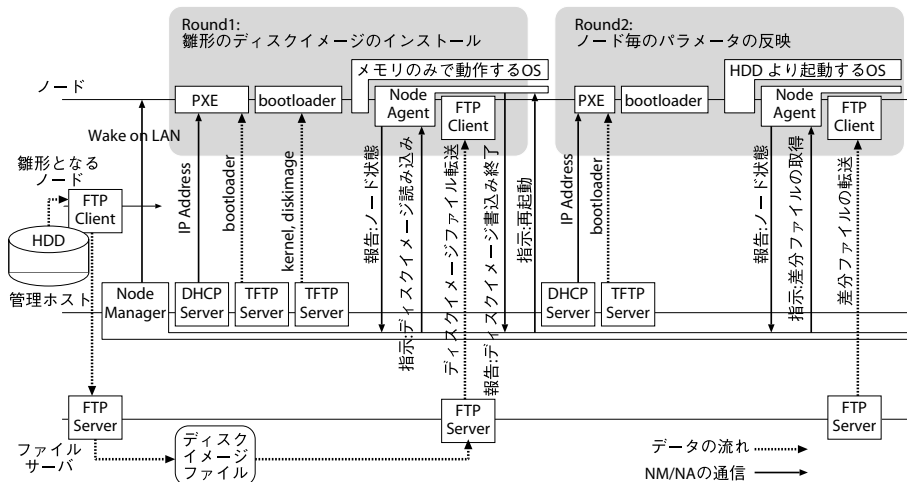 Round1:
雛形のディスクイメージのインストール
Round2:
ノード毎のパラメータの反映
メモリのみで動作するOS
HDD より起動するOS
ノード
PXE
bootloader
Node
Agent
FTP
Client
PXE
bootloader
Node
Agent
FTP
Client
Wake on LAN
雛形となる
ノード
FTP
Client
HDD
IP Address
bootloader
kernel, diskimage
報告:ノード状態
指示:ディスクイメージ読み込み
ディスクイメージファイル転送
報告:ディスクイメージ書込み終了
指示:再起動
IP Address
bootloader
報告:ノード状態
指示:差分ファイルの取得
差分ファイルの転送
管理ホスト
Node
Manager
DHCP
Server
TFTP
Server
TFTP
Server
DHCP
Server
TFTP
Server
FTP
Server
FTP
Server
FTP
Server
ファイル
サーバ
ディスク
イメージ
ファイル
データの流れ
NM/NAの通信